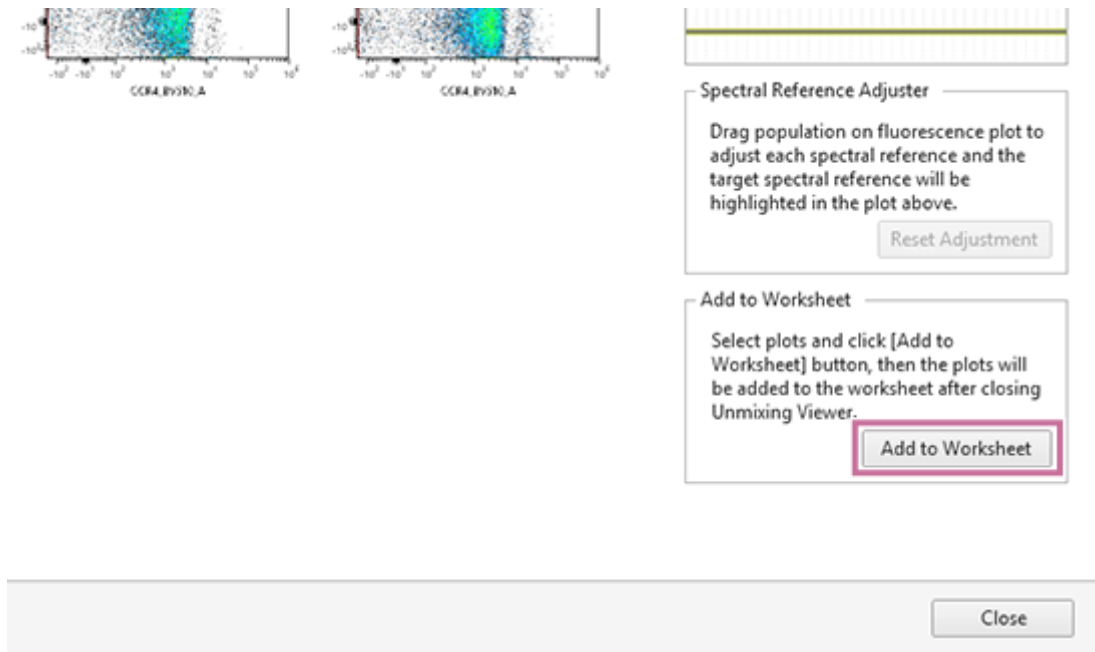 CCR4_BV510_A
CCR4_BV510_A
Spectral Reference Adjuster
Drag population on fluorescence plot to
adjust each spectral reference and the
target spectral reference will be
highlighted in the plot above.
Reset Adjustment
Add to Worksheet
Select plots and click [Add to
Worksheet] button, then the plots will
be added to the worksheet after closing
Unmixing Viewer.
Add to Worksheet
Close